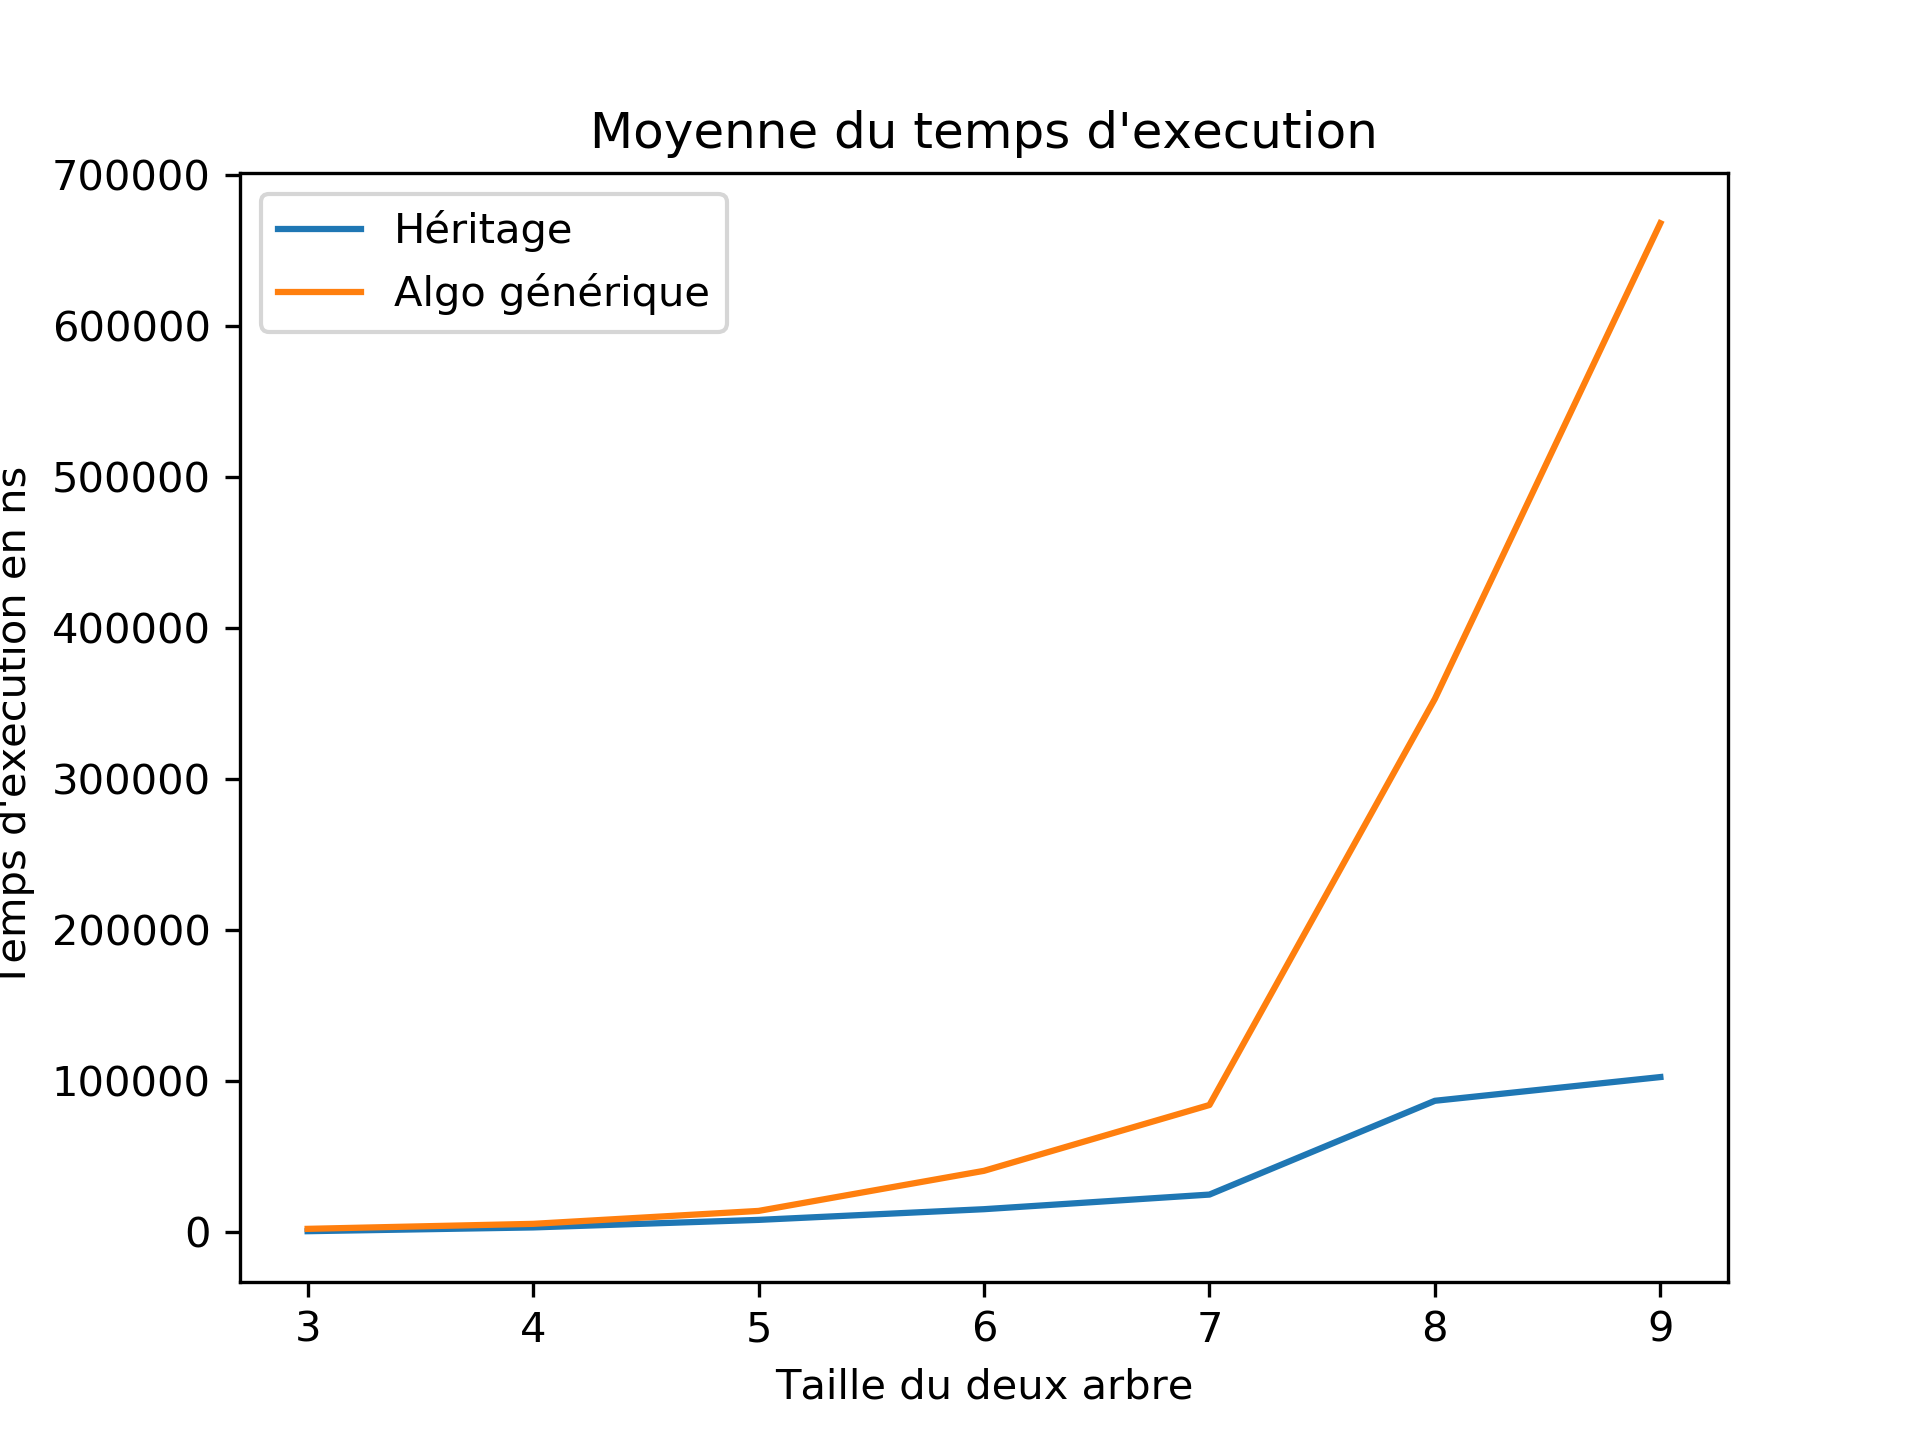 Moyenne du temps d'execution
Héritage
Algo générique
700000
600000
500000
400000
300000
200000
100000
0
Temps d'execution en ns
3 4 5 6 7 8 9
Taille du deux arbre